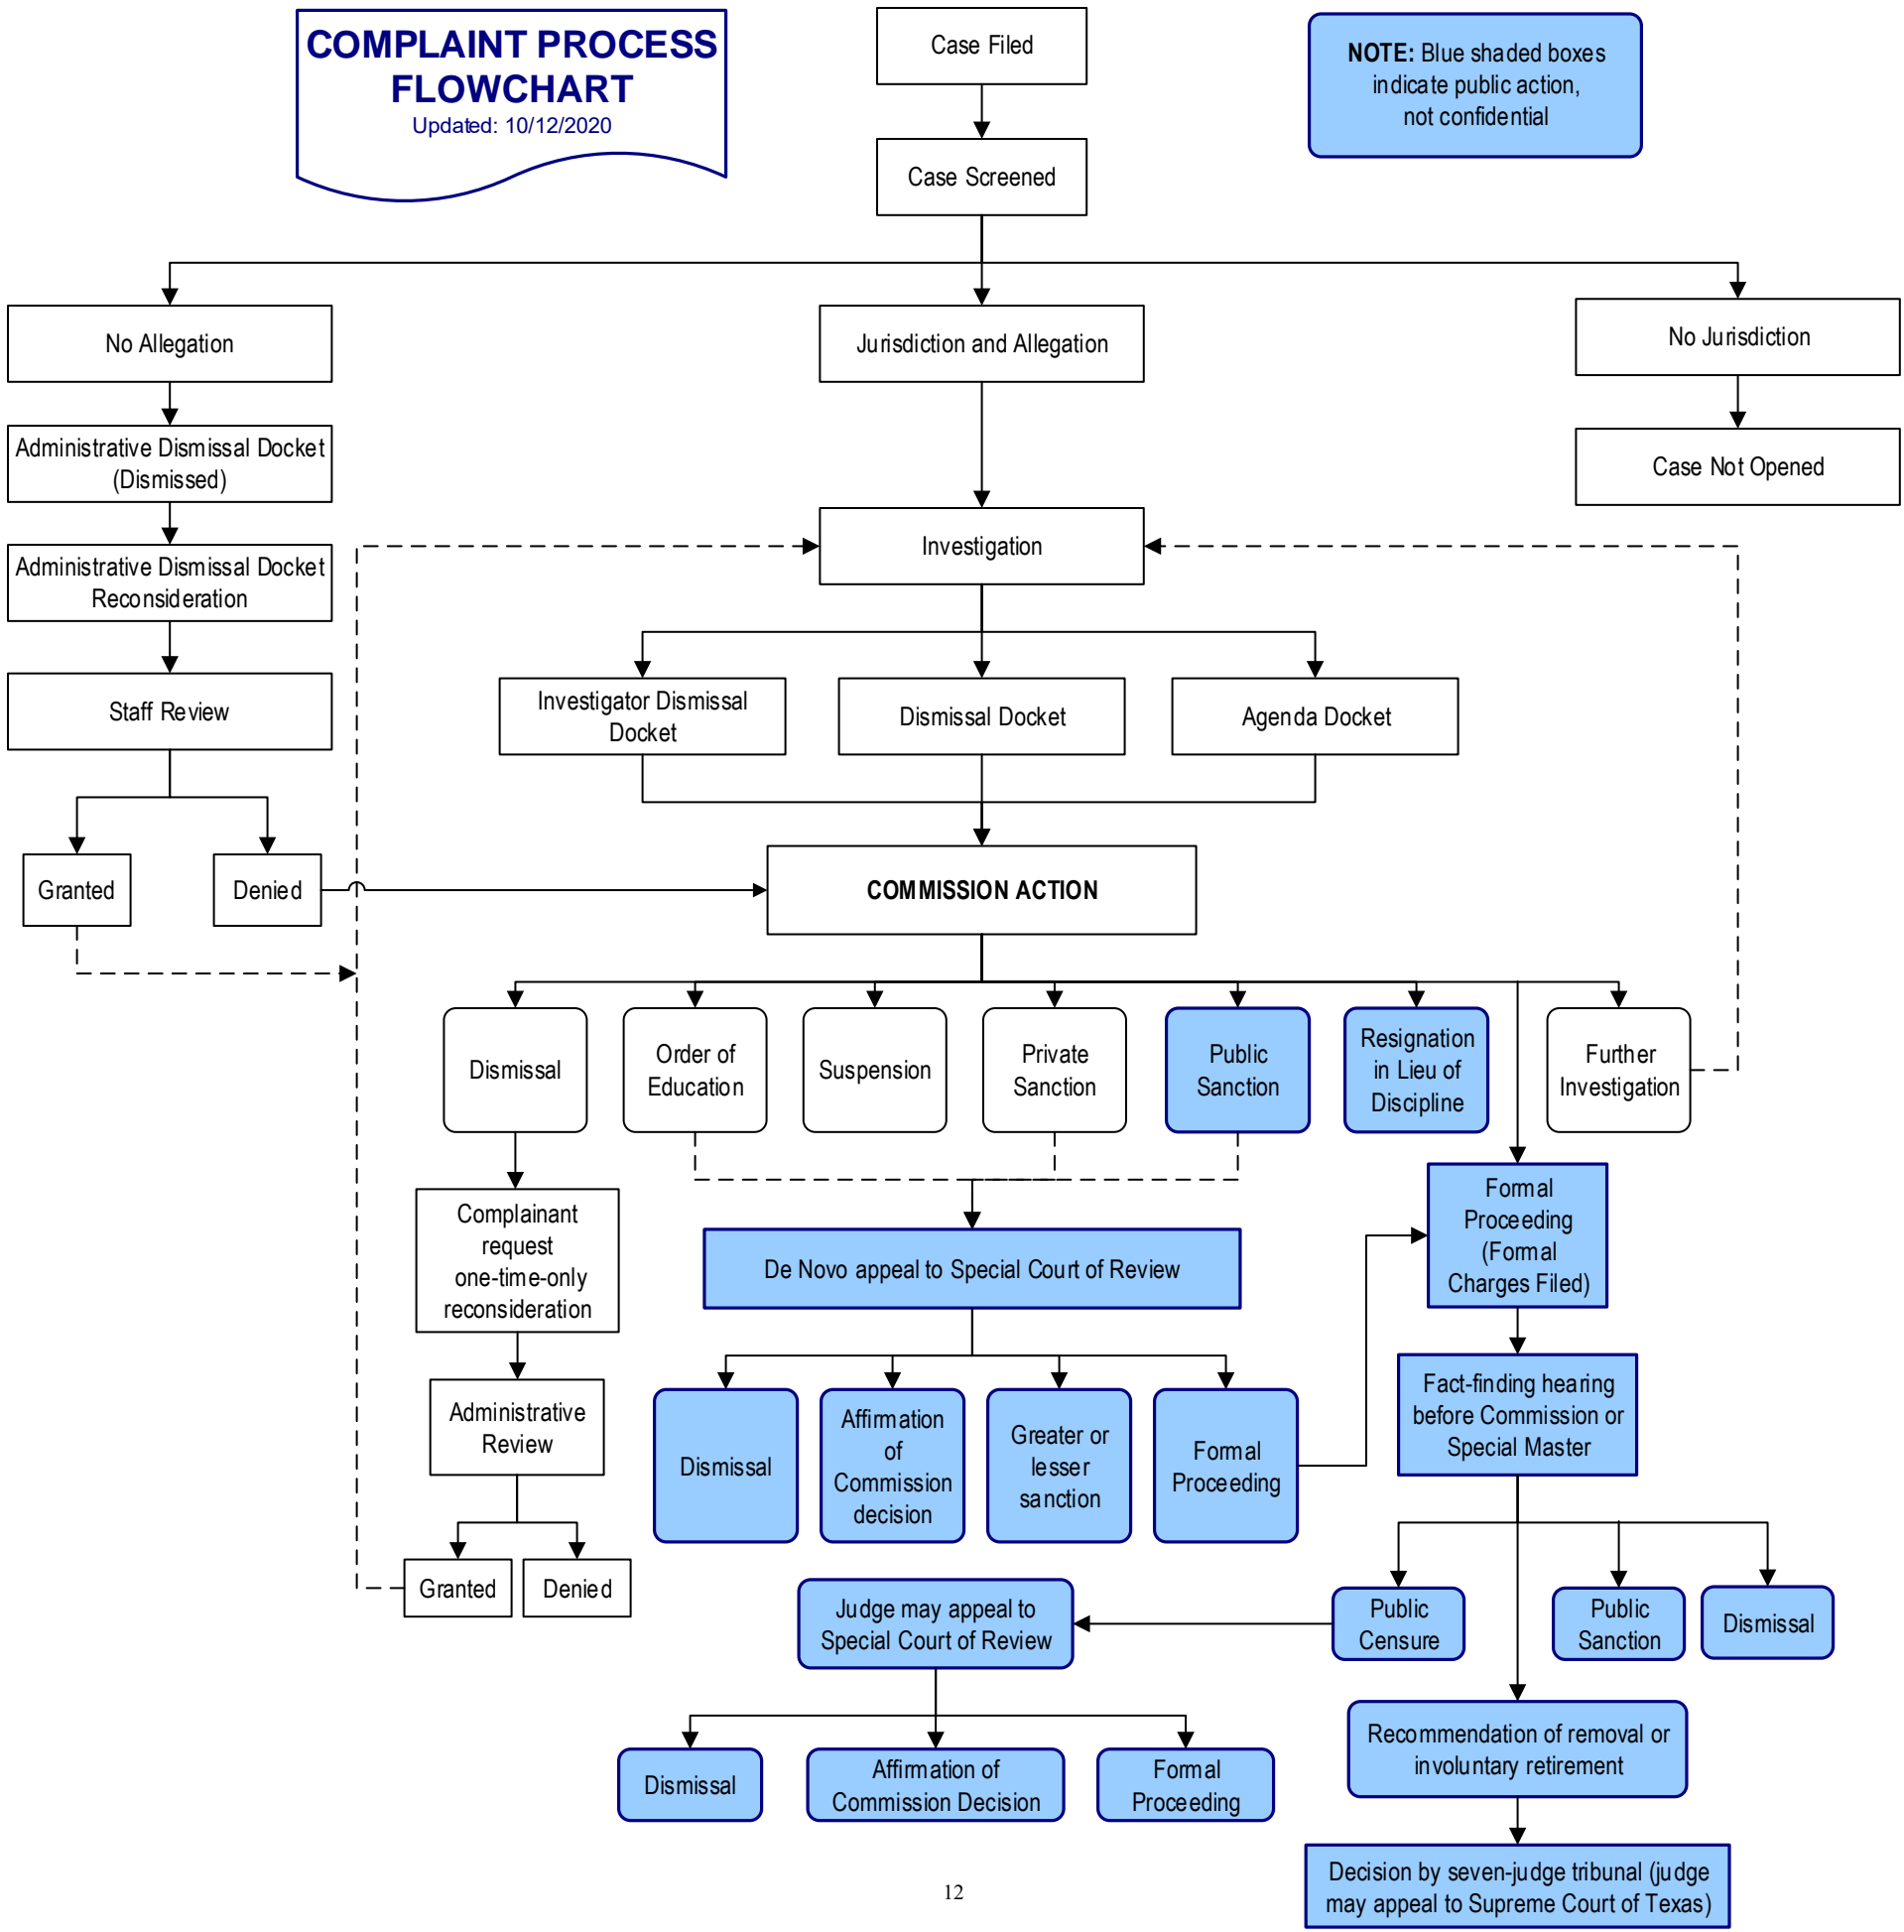 COMPLAINT PROCESS
FLOWCHART
Updated: 10/12/2020
Case Filed
NOTE: Blue shaded boxes
indicate public action,
not confidential
Case Screened
No Allegation
Jurisdiction and Allegation
No Jurisdiction
Administrative Dismissal Docket
(Dismissed)
Case Not Opened
Administrative Dismissal Docket
Reconsideration
Investigation
Staff Review
Investigator Dismissal
Docket
Dismissal Docket
Agenda Docket
Granted
Denied
COMMISSION ACTION
Dismissal
Order of
Education
Suspension
Private
Sanction
Public
Sanction
Resignation
in Lieu of
Discipline
Further
Investigation
Complainant
request
one-time-only
reconsideration
De Novo appeal to Special Court of Review
Formal
Proceeding
(Formal
Charges Filed)
Administrative
Review
Dismissal
Affirmation
of
Commission
decision
Greater or
lesser
sanction
Formal
Proceeding
Fact-finding hearing
before Commission or
Special Master
Granted
Denied
Judge may appeal to
Special Court of Review
Public
Censure
Public
Sanction
Dismissal
Dismissal
Affirmation of
Commission Decision
Formal
Proceeding
Recommendation of removal or
involuntary retirement
Decision by seven-judge tribunal (judge
may appeal to Supreme Court of Texas)
12